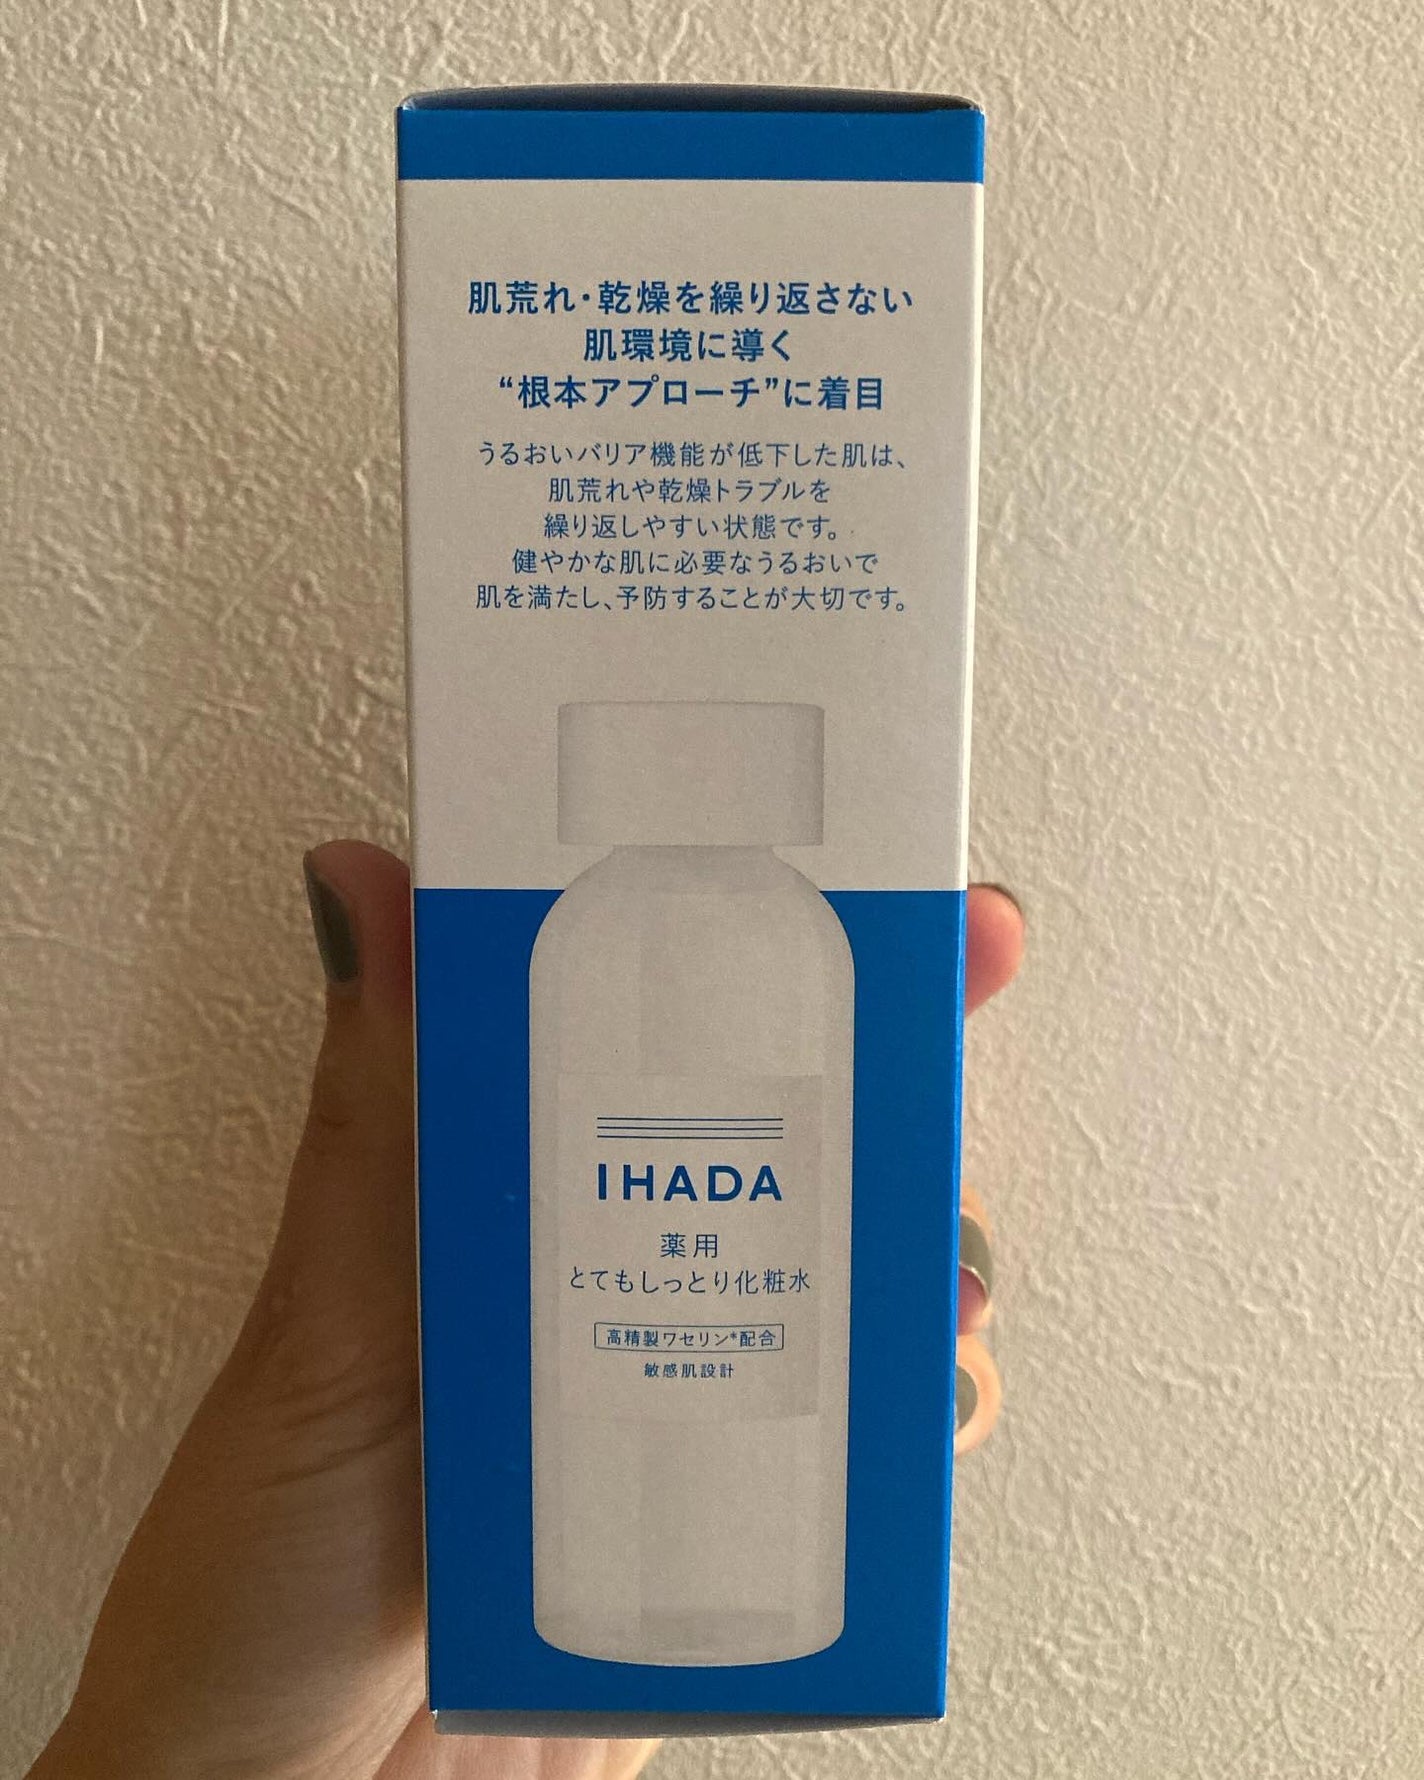 肌荒れ・乾燥を繰り返さない
肌環境に導く
“根本アプローチ”に着目
うるおいバリア機能が低下した肌は、
肌荒れや乾燥トラブルを
繰り返しやすい状態です。
健やかな肌に必要なうるおいで
肌を満たし、予防することが大切です。
IHADA
薬用
とてもしっとり化粧水
高精製ワセリン*配合
敏感肌設計